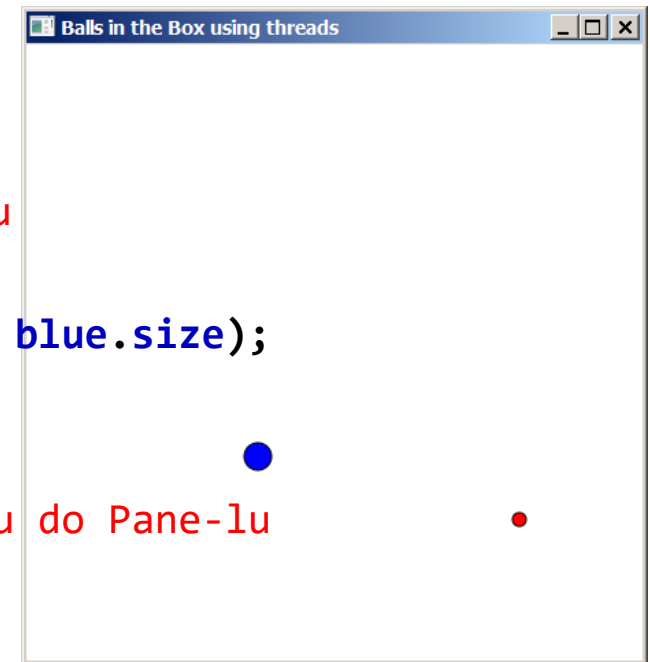 Balls in the Box using threads
u
blue.size);
u do Pane-lu